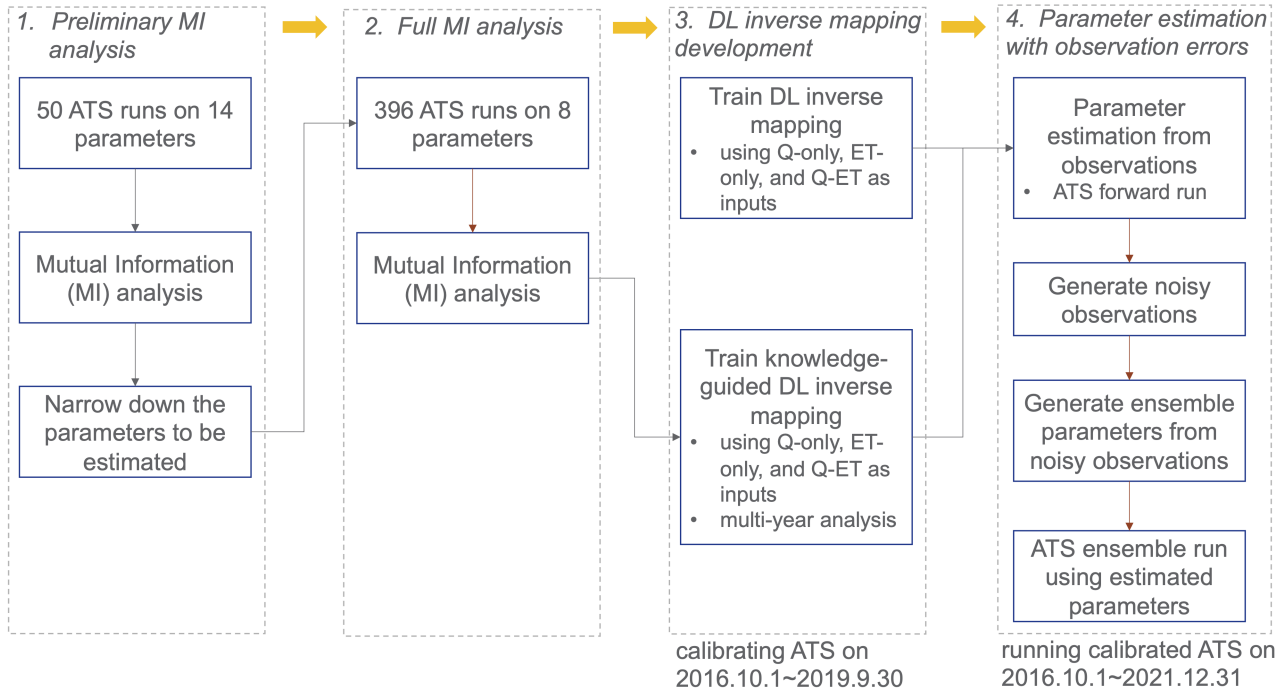 1. Preliminary MI
analysis
50 ATS runs on 14
parameters
Mutual Information
(MI) analysis
Narrow down the
parameters to be
estimated
2. Full MI analysis
396 ATS runs on 8
parameters
Mutual Information
(MI) analysis
3. DL inverse mapping
development
Train DL inverse
mapping
• using Q-only, ET-
only, and Q-ET as
inputs
Train knowledge-
guided DL inverse
mapping
• using Q-only, ET-
only, and Q-ET as
inputs
• multi-year analysis
calibrating ATS on
2016.10.1~2019.9.30
4. Parameter estimation
with observation errors
Parameter
estimation from
observations
• ATS forward run
Generate noisy
observations
Generate ensemble
parameters from
noisy observations
ATS ensemble run
using estimated
parameters
running calibrated ATS on
2016.10.1~2021.12.31